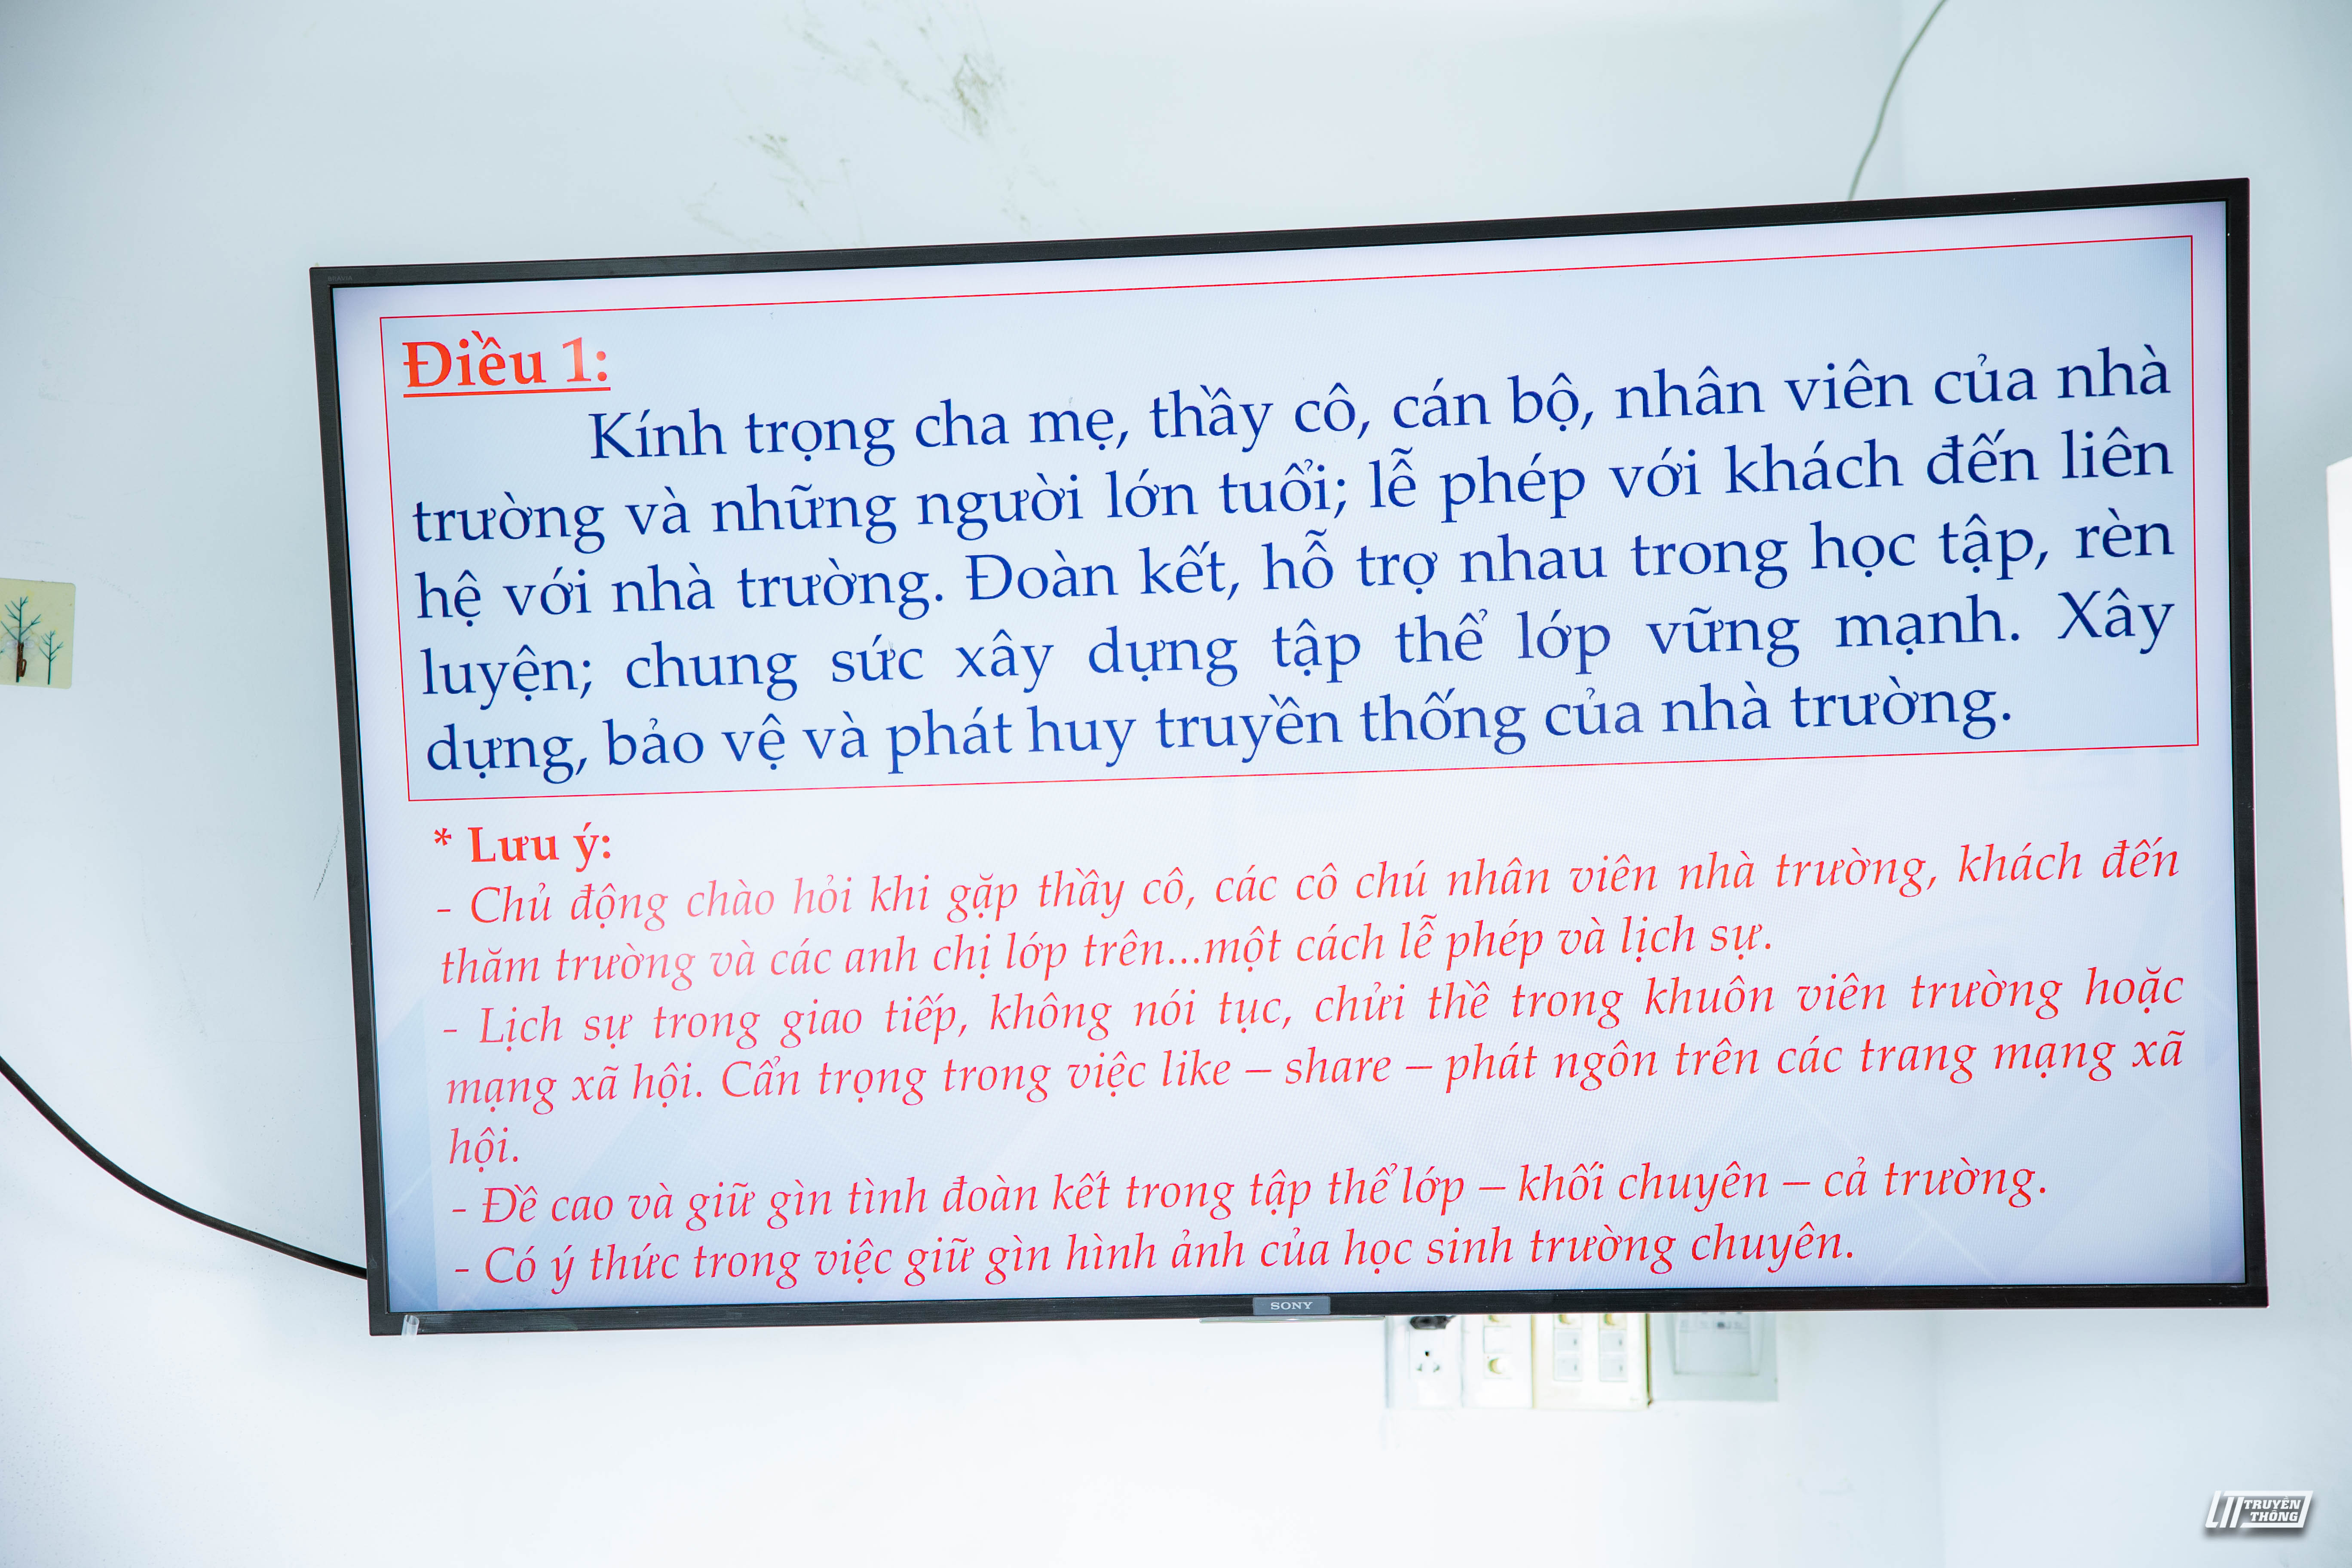 Điều 1:
Kính trọng cha mẹ, thầy cô, cán bộ, nhân viên của nhà
trường và những người lớn tuổi; lễ phép với khách đến liên
hệ với nhà trường. Đoàn kết, hỗ trợ nhau trong học tập, rèn
luyện; chung sức xây dựng tập thể lớp vững mạnh. Xây
dựng, bảo vệ và phát huy truyền thống của nhà trường.
* Lưu ý:
- Chủ động chào hỏi khi gặp thầy cô, các cô chú nhân viên nhà trường, khách đến
thăm trường và các anh chị lớp trên...một cách lễ phép và lịch sự.
- Lịch sự trong giao tiếp, không nói tục, chửi thề trong khuôn viên trường hoặc
mạng xã hội. Cẩn trọng trong việc like – share – phát ngôn trên các trang mạng xã
hội.
- Đề cao và giữ gìn tình đoàn kết trong tập thể lớp – khối chuyên – cả trường.
- Có ý thức trong việc giữ gìn hình ảnh của học sinh trường chuyên.
SONY
TRUYỀN
THÔNG